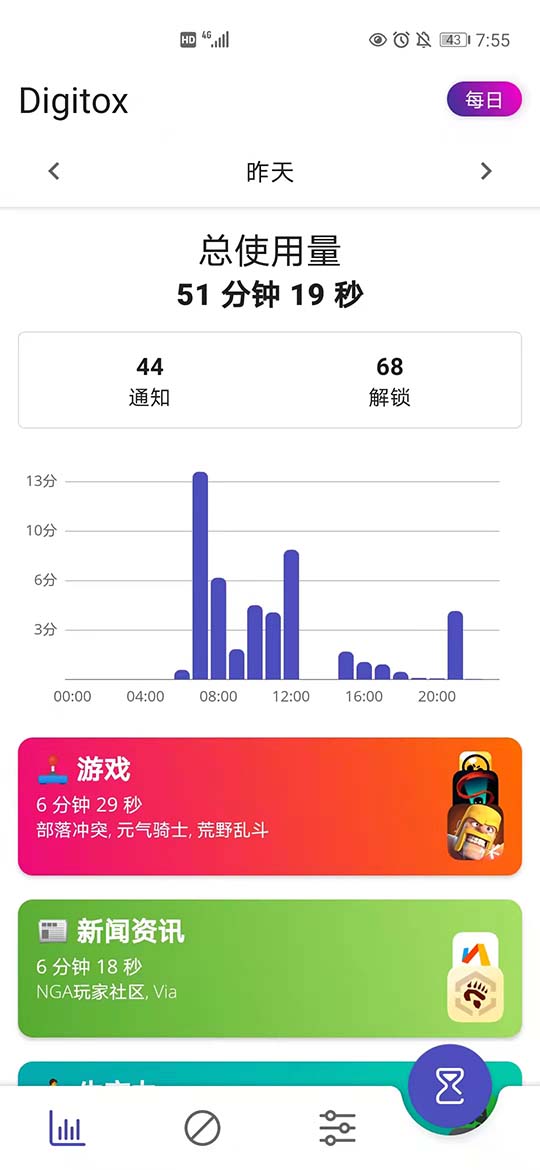 HD 4G 43 7:55
Digitox
每日
昨天
总使用量
51 分钟 19 秒
44 68
通知 解锁
13分
10分
6分
3分
00:00 04:00 08:00 12:00 16:00 20:00
游戏
6 分钟 29 秒
部落冲突, 元气骑士, 荒野乱斗
新闻资讯
6 分钟 18 秒
NGA玩家社区, Via